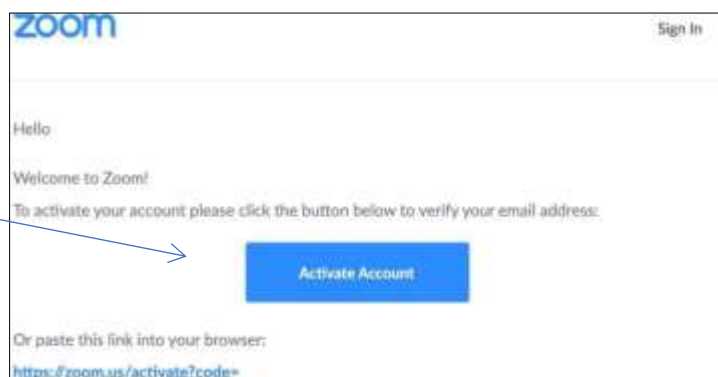 zoom
Sign In
Hello
Welcome to Zoom!
To activate your account please click the button below to verify your email address:
Activate Account
Or paste this link into your browser:
https://zoom.us/activate?code=